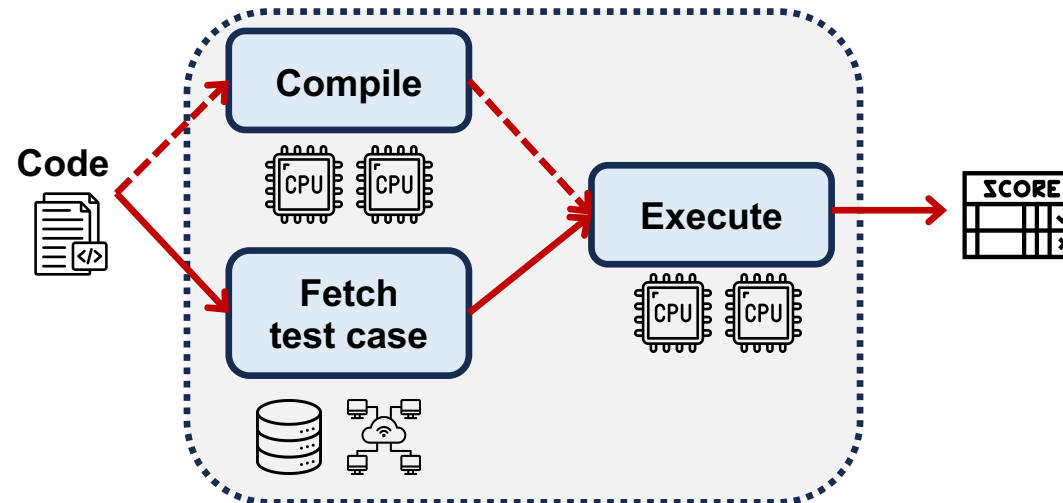 Compile
Code
CPU
CPU
SCORE
Execute
</>
Fetch
test case
CPU
CPU